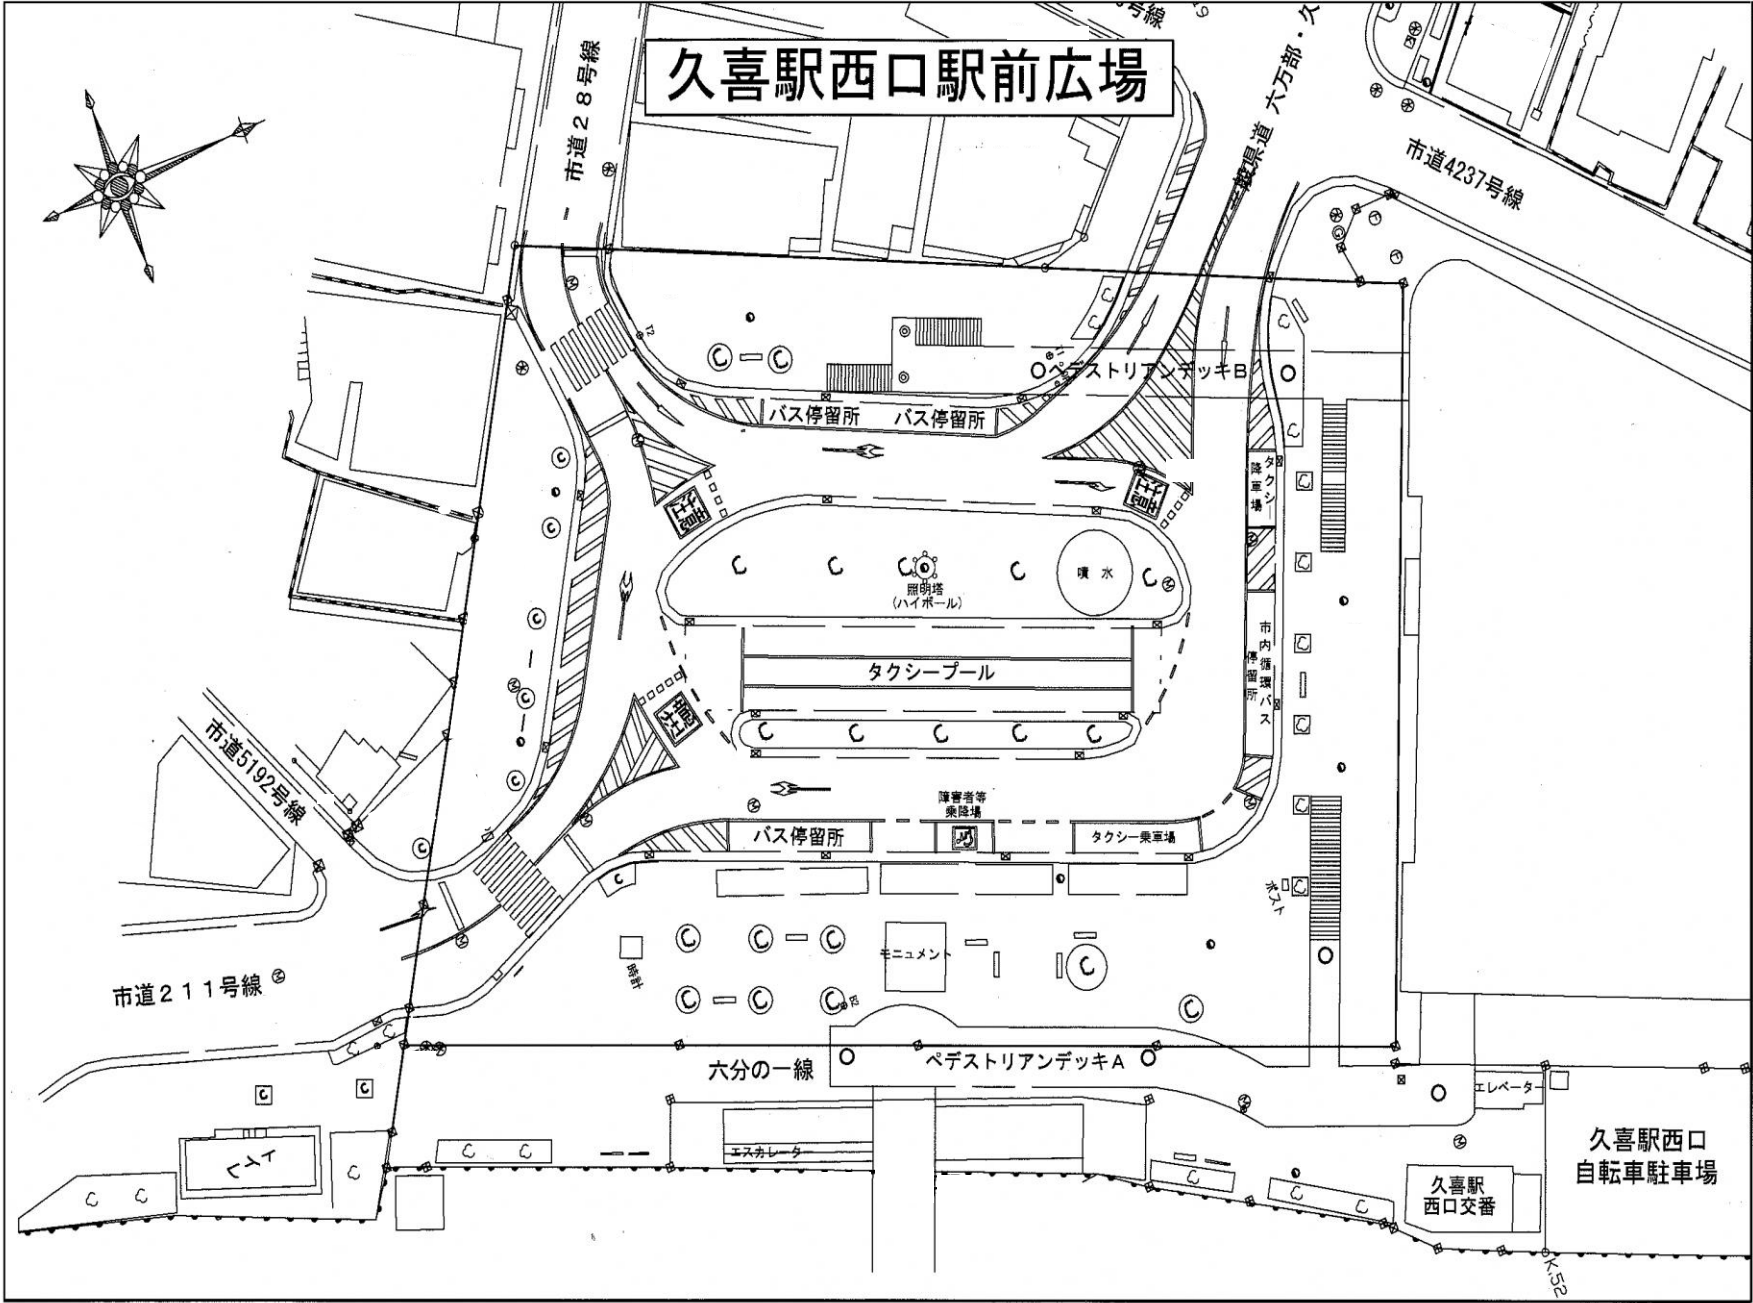 久喜駅西口駅前広場
市道28号線
号線
一般県道 六万部・久
市道4237号線
ペデストリアンデッキB
バス停留所
バス停留所
タクシー
降車場
噴水
照明塔
(ハイポール)
市内循環バス
停留所
タクシープール
市道5192号線
障害者等
乗降場
バス停留所
タクシー乗車場
ポスト
モニュメント
時計
市道211号線
六分の一線
ペデストリアンデッキA
エレベーター
エスカレーター
トイレ
久喜駅西口
自転車駐車場
久喜駅
西口交番
K.52